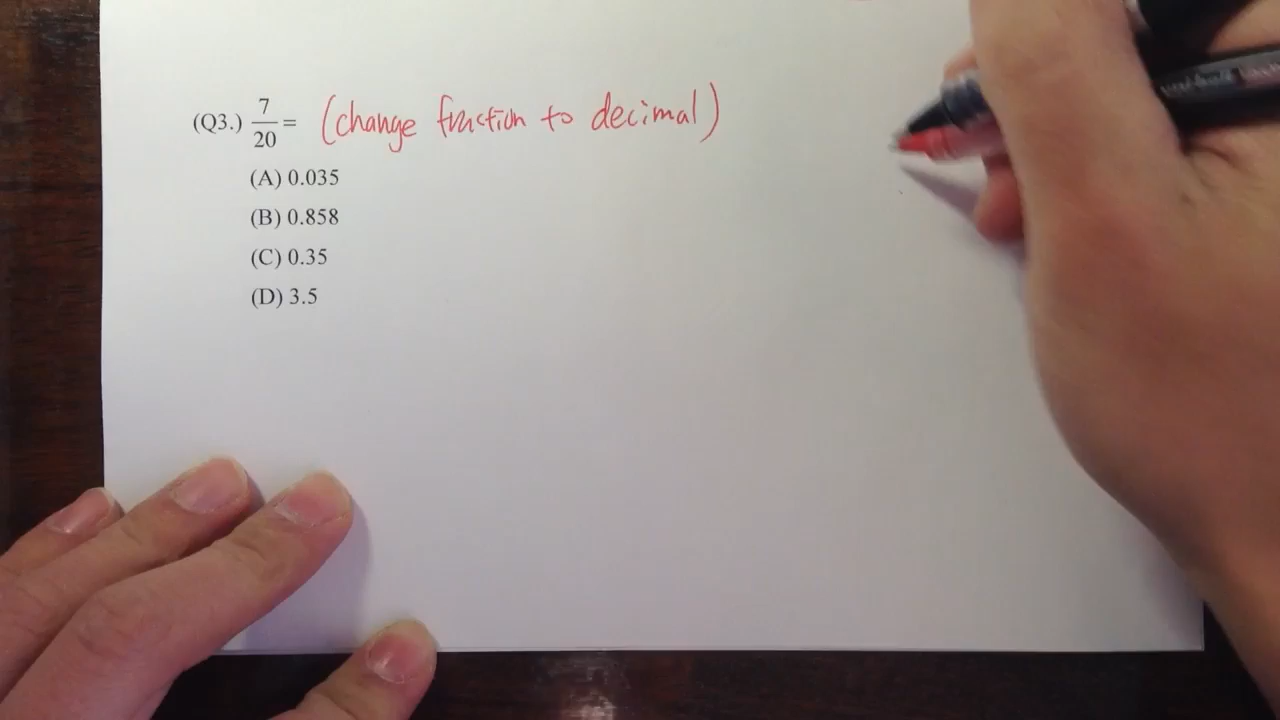 (Q3.) 7/20 = (change fraction to decimal)
(A) 0.035
(B) 0.858
(C) 0.35
(D) 3.5